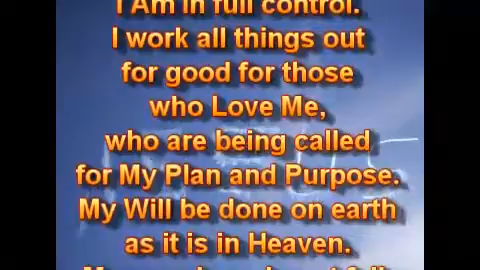 I Am in full control.
I work all things out
for good for those
who Love Me,
who are being called
for My Plan and Purpose.
My Will be done on earth
as it is in Heaven.